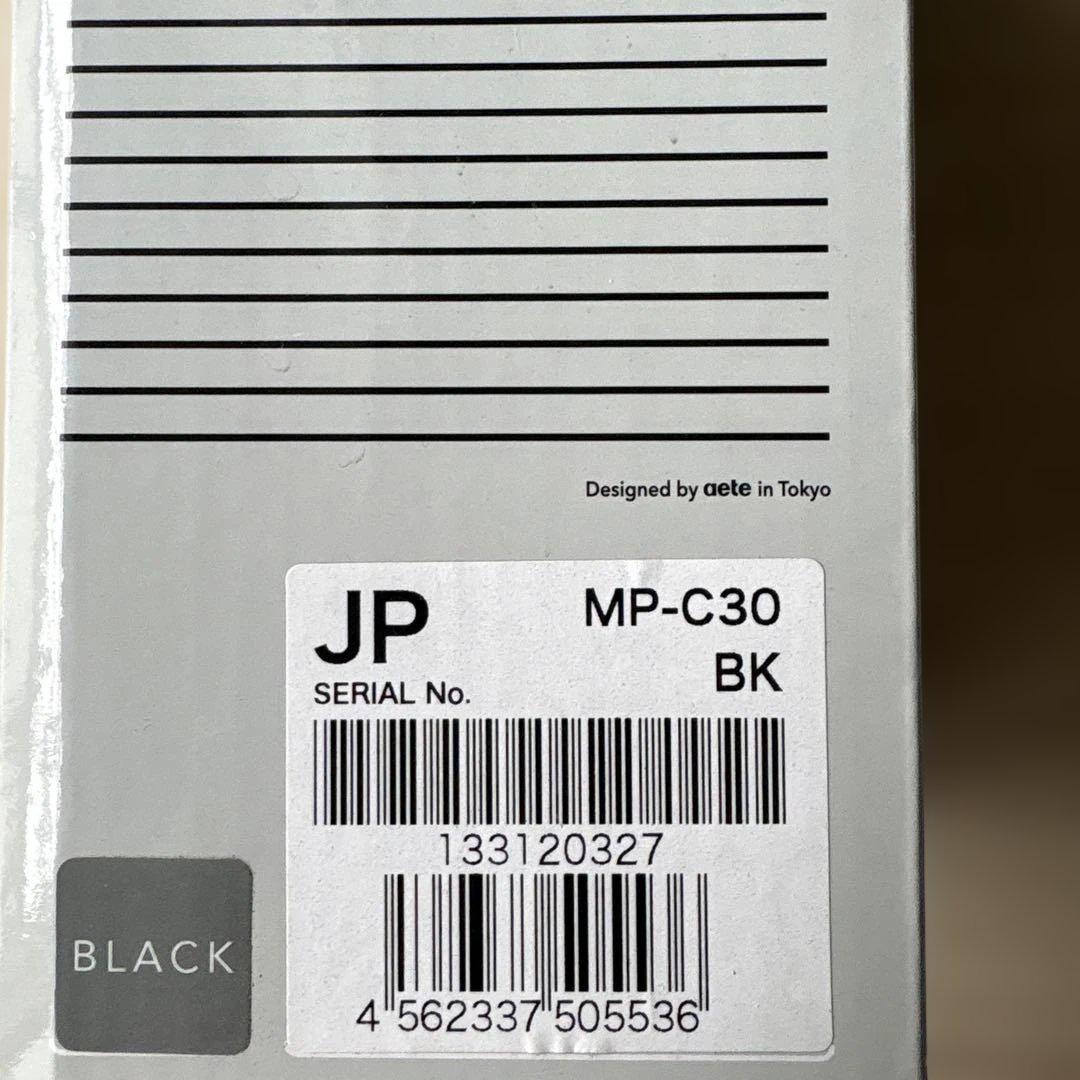 Designed by aete in Tokyo
JP
MP-C30
BK
SERIAL No.
133120327
4 562337 505536
BLACK